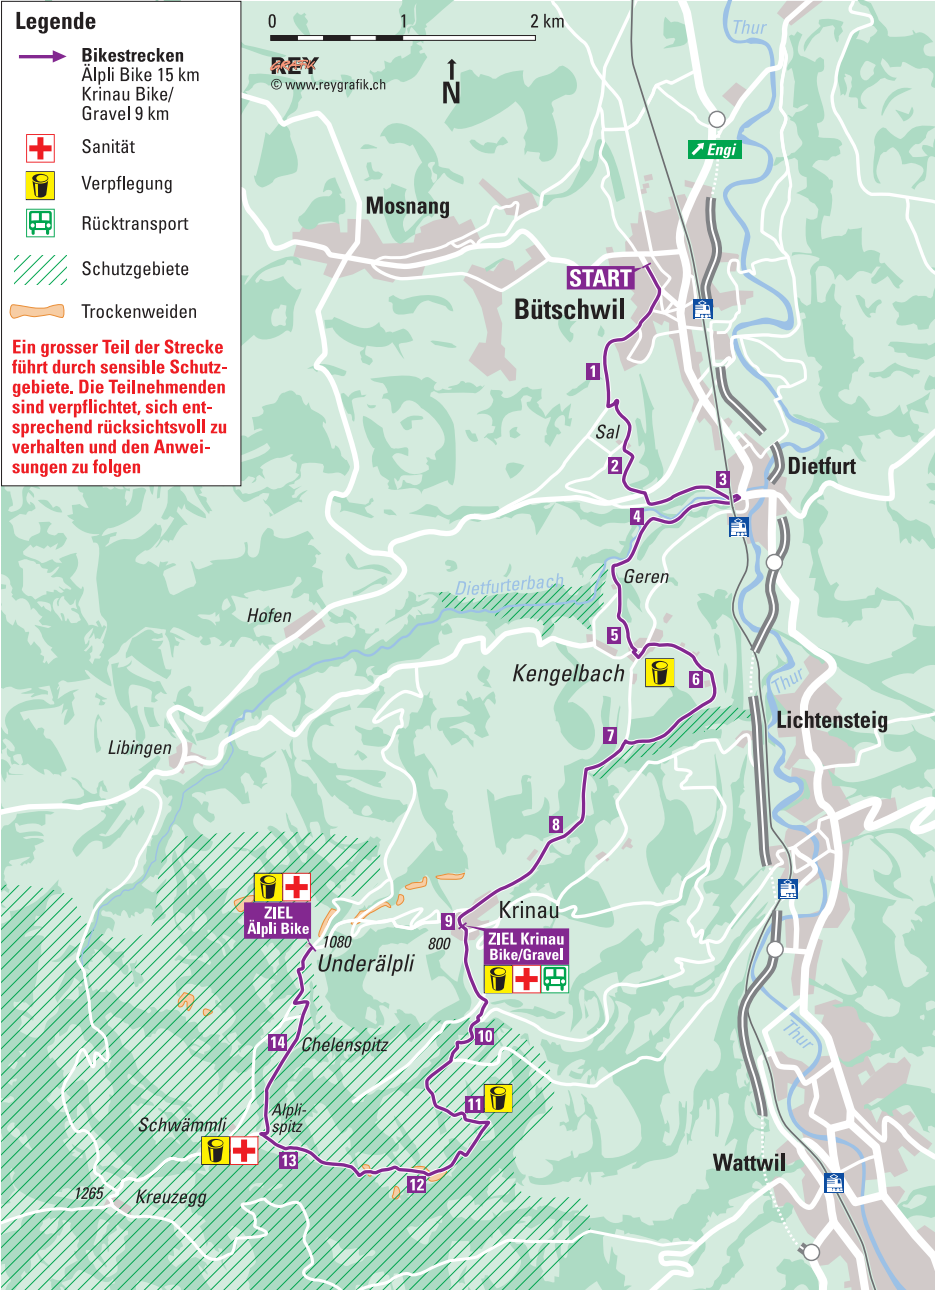 Legende
Bikestrecken
Älpli Bike 15 km
Krinau Bike/
Gravel 9 km
Sanität
Verpflegung
Rücktransport
Schutzgebiete
Trockenweiden
Ein grosser Teil der Strecke
führt durch sensible Schutz-
gebiete. Die Teilnehmenden
sind verpflichtet, sich ent-
sprechend rücksichtsvoll zu
verhalten und den Anwei-
sungen zu folgen
0 1 2 km
REY
GRAFIK
© www.reygrafik.ch
N
Thur
Engi
Mosnang
START
Bütschwil
1
Sal
2
3
Dietfurt
4
Dietfurterbach
Geren
Hofen
5
Kengelbach
6
Thur
Lichtensteig
7
Libingen
8
ZIEL
Älpli Bike
9
Krinau
1080
800
ZIEL Krinau
Bike/Gravel
Underälpli
14
Chelenspitz
10
Thur
11
Schwämmli
Alpli-
spitz
13
12
Wattwil
1265
Kreuzegg